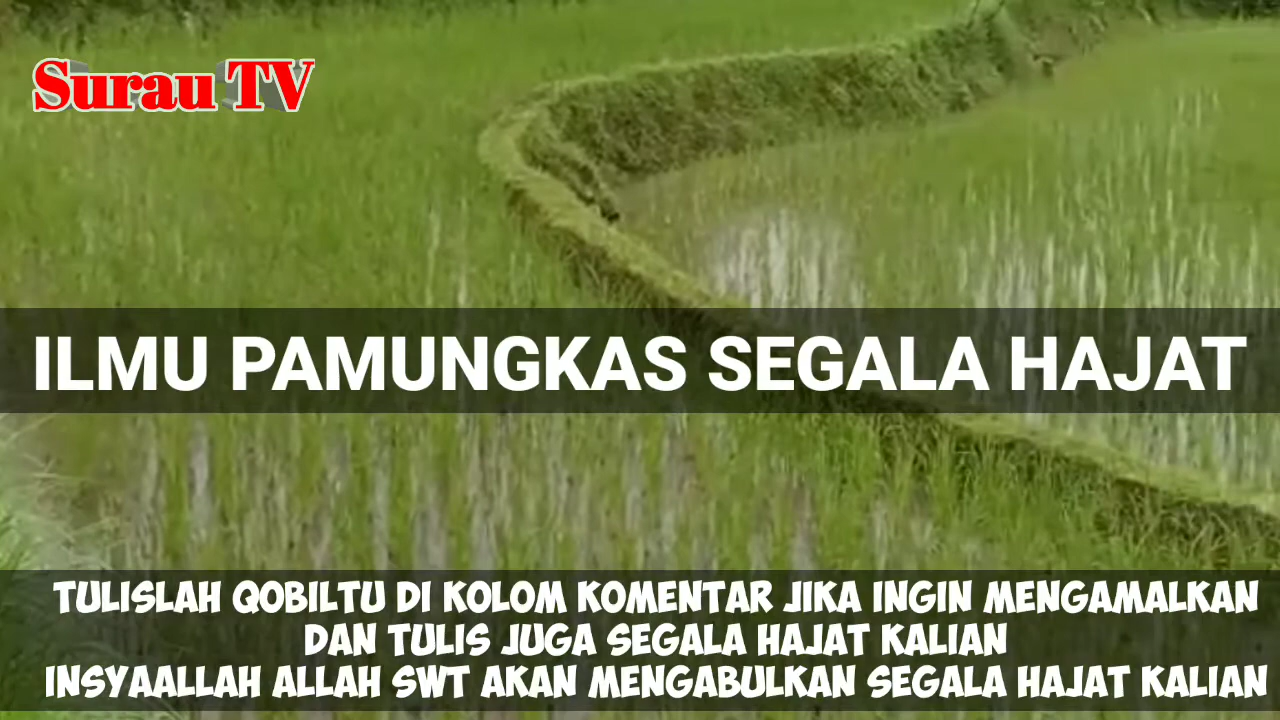 Surau TV
ILMU PAMUNGKAS SEGALA HAJAT
TULISLAH QOBILTU DI KOLOM KOMENTAR JIKA INGIN MENGAMALKAN
DAN TULIS JUGA SEGALA HAJAT KALIAN
INSYAALLAH ALLAH SWT AKAN MENGABULKAN SEGALA HAJAT KALIAN